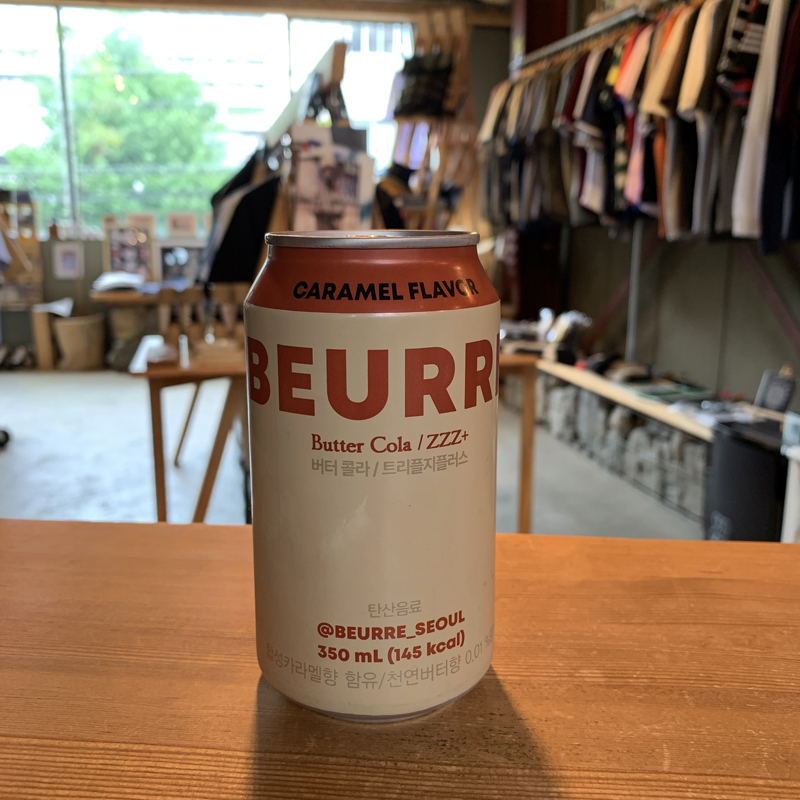 CARAMEL FLAVOR
BEURRE
Butter Cola / ZZZ+
버터 콜라 / 트리플지플러스
탄산음료
@BEURRE_SEOUL
350 mL (145 kcal)
합성카라멜향 함유/천연버터향 0.01